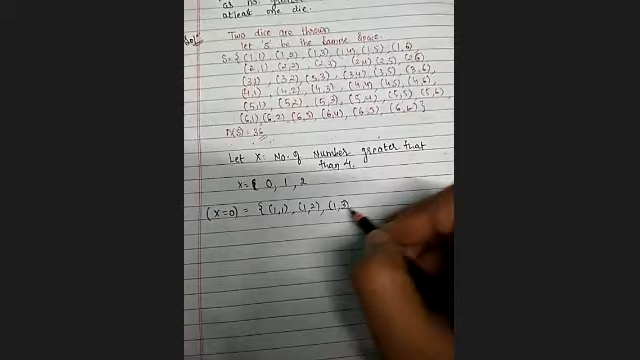 as no. greater
atleast one die.
Sol:-
Two dice are thrown
let 'S' be the Sample Space.
S={(1,1), (1,2), (1,3), (1,4), (1,5), (1,6)
(2,1), (2,2), (2,3), (2,4) (2,5), (2,6)
(3,1), (3,2), (3,3), (3,4), (3,5), (3,6)
(4,1), (4,2), (4,3), (4,4), (4,5), (4,6)
(5,1), (5,2), (5,3), (5,4), (5,5), (5,6)
(6,1), (6,2), (6,3), (6,4), (6,5), (6,6)}
n(S)=36
Let X: No. of Number greater that
than 4.
X={ 0, 1, 2
(X=0) = { (1,1), (1,2), (1,3)